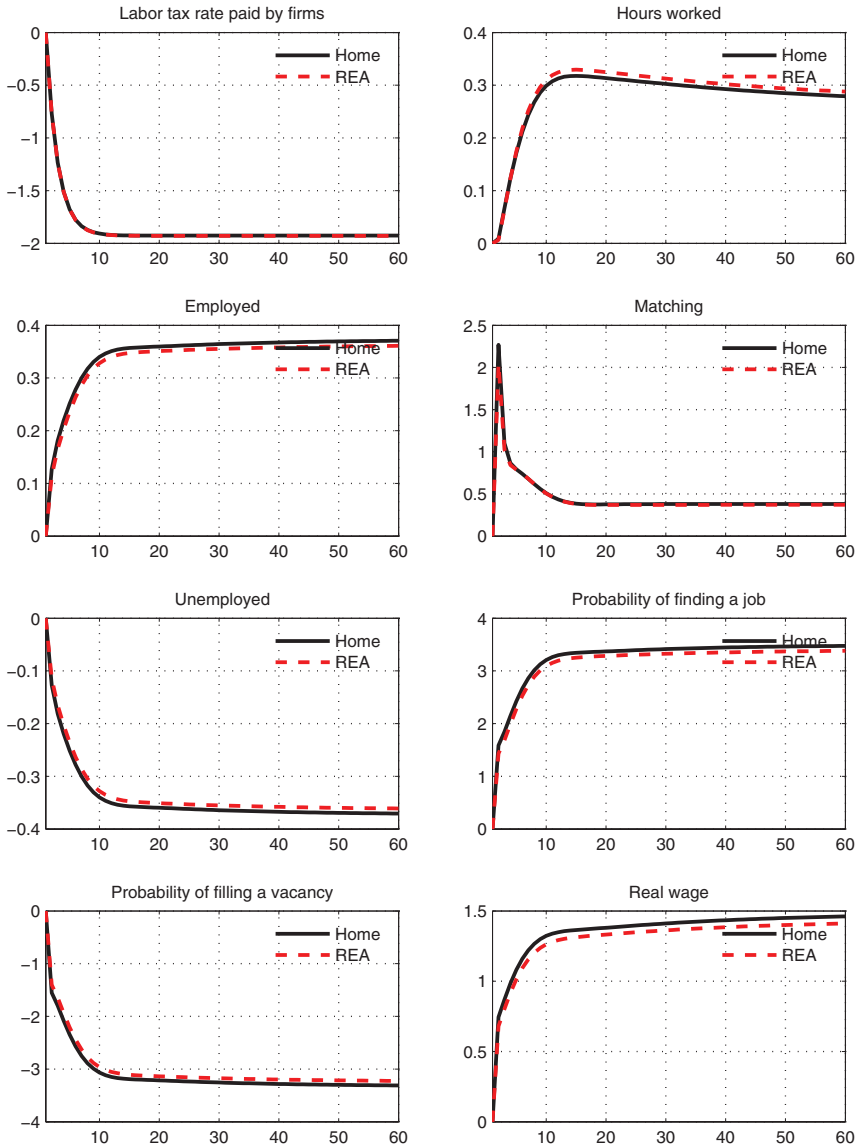 Labor tax rate paid by firms
0
−0.5
−1
−1.5
−2
10 20 30 40 50 60
Home
REA
Hours worked
0.4
0.3
0.2
0.1
0
10 20 30 40 50 60
Home
REA
Employed
0.4
0.3
0.2
0.1
0
10 20 30 40 50 60
Home
REA
Matching
2.5
2
1.5
1
0.5
0
10 20 30 40 50 60
Home
REA
Unemployed
0
−0.1
−0.2
−0.3
−0.4
10 20 30 40 50 60
Home
REA
Probability of finding a job
4
3
2
1
0
10 20 30 40 50 60
Home
REA
Probability of filling a vacancy
0
−1
−2
−3
−4
10 20 30 40 50 60
Home
REA
Real wage
1.5
1
0.5
0
10 20 30 40 50 60
Home
REA